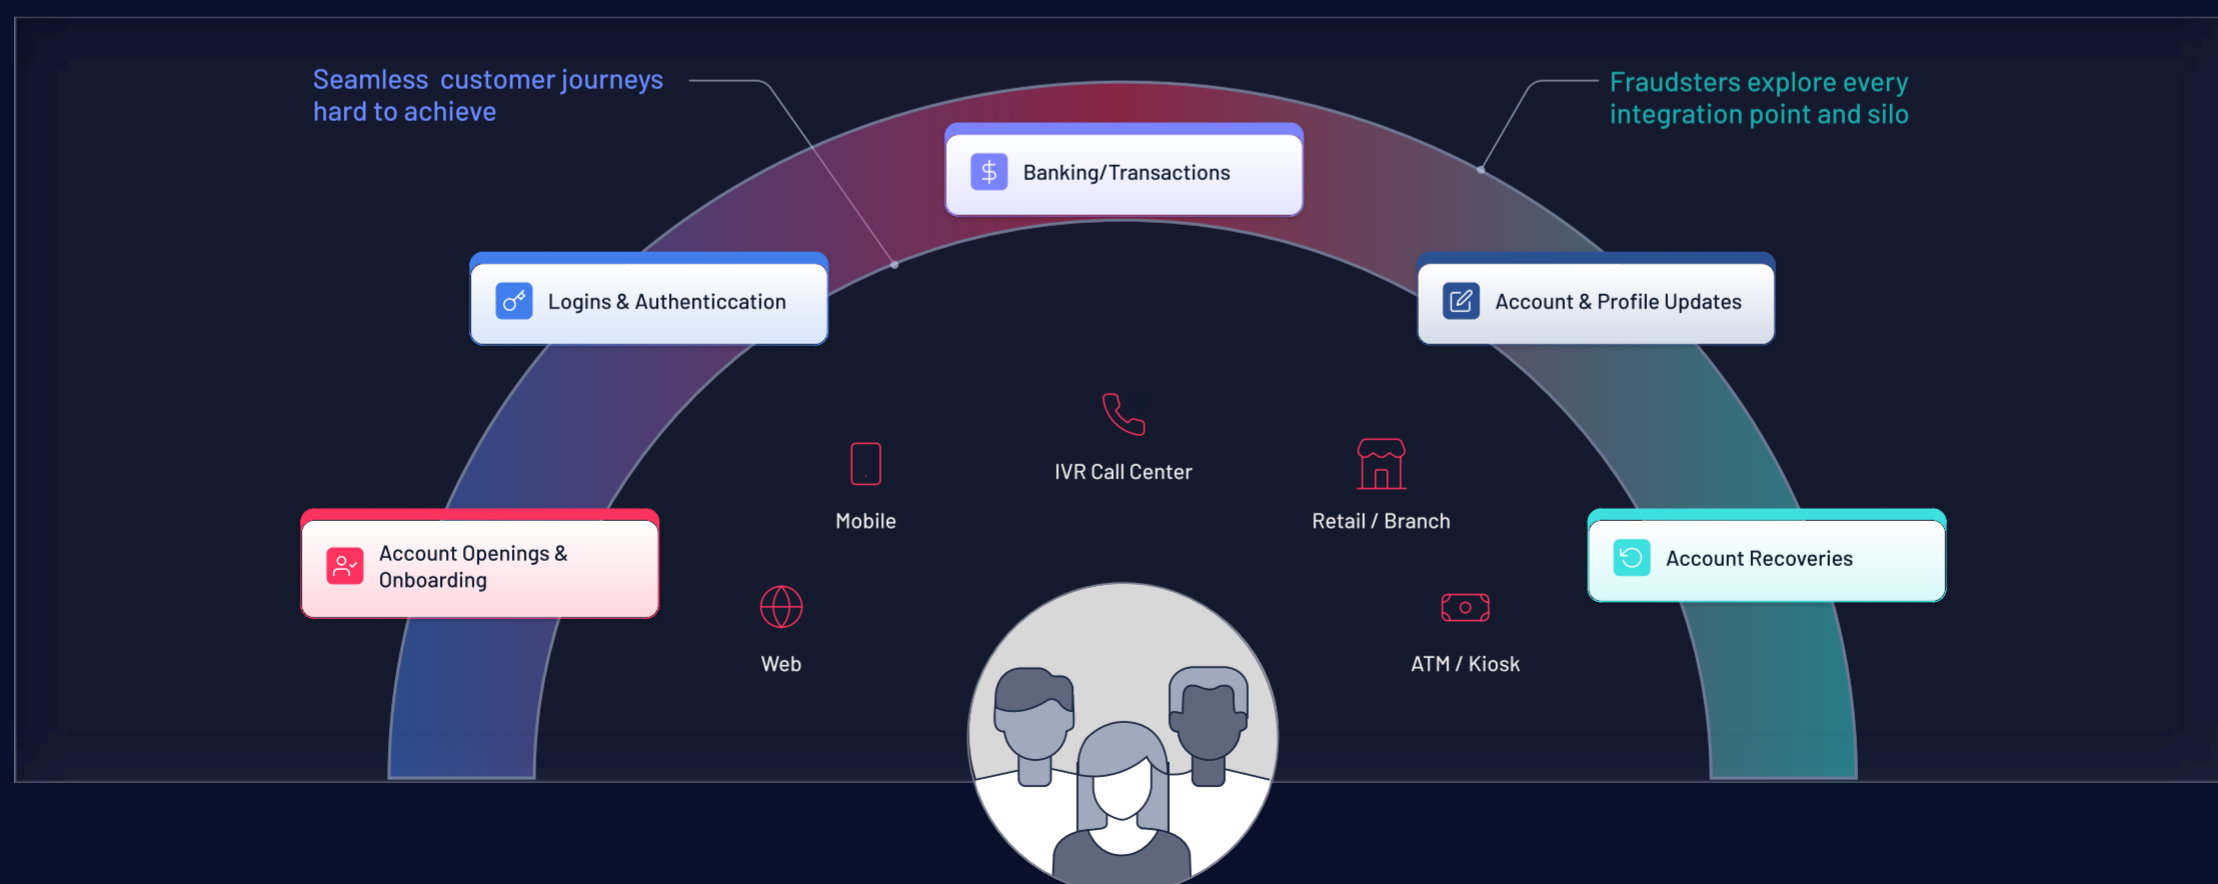 Seamless  customer journeys
hard to achieve
Fraudsters explore every
integration point and silo
Banking/Transactions
Logins & Authenticcation
Account & Profile Updates
IVR Call Center
Mobile
Retail / Branch
Account Openings &
Onboarding
Account Recoveries
Web
ATM / Kiosk